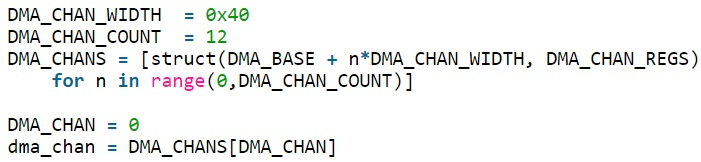 DMA_CHAN_WIDTH  = 0x40
DMA_CHAN_COUNT  = 12
DMA_CHANS = [struct(DMA_BASE + n*DMA_CHAN_WIDTH, DMA_CHAN_REGS)
    for n in range(0,DMA_CHAN_COUNT)]

DMA_CHAN = 0
dma_chan = DMA_CHANS[DMA_CHAN]